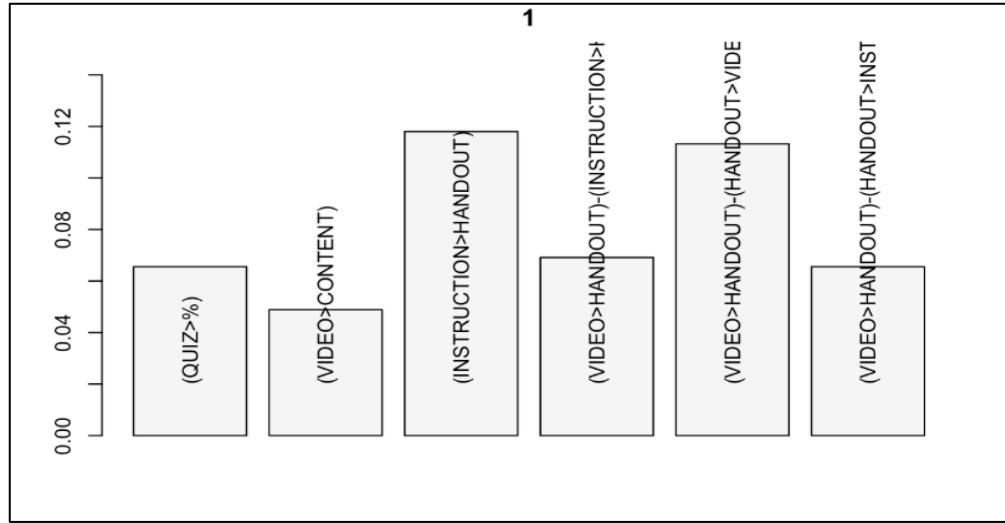 1
0.12
0.08
0.04
0.00
(QUIZ>%)
(VIDEO>CONTENT)
(INSTRUCTION>HANDOUT)
(VIDEO>HANDOUT)-(INSTRUCTION>
(VIDEO>HANDOUT)-(HANDOUT>VIDE
(VIDEO>HANDOUT)-(HANDOUT>INST